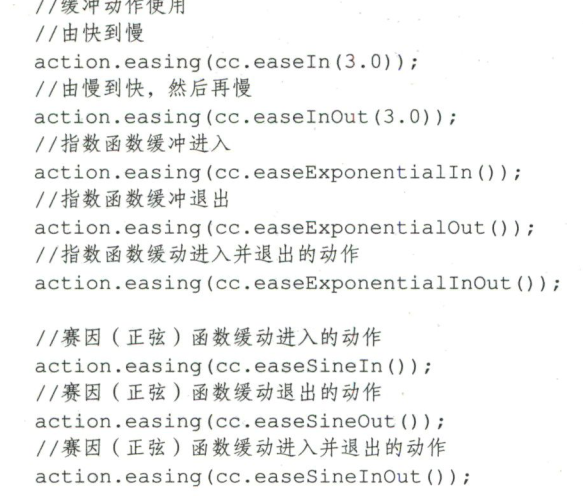 //缓冲动作使用
//由快到慢
action.easing(cc.easeIn(3.0));
//由慢到快，然后再慢
action.easing(cc.easeInOut(3.0));
//指数函数缓冲进入
action.easing(cc.easeExponentialIn());
//指数函数缓冲退出
action.easing(cc.easeExponentialOut());
//指数函数缓动进入并退出的动作
action.easing(cc.easeExponentialInOut());
//赛因（正弦）函数缓动进入的动作
action.easing(cc.easeSineIn());
//赛因（正弦）函数缓动退出的动作
action.easing(cc.easeSineOut());
//赛因（正弦）函数缓动进入并退出的动作
action.easing(cc.easeSineInOut());